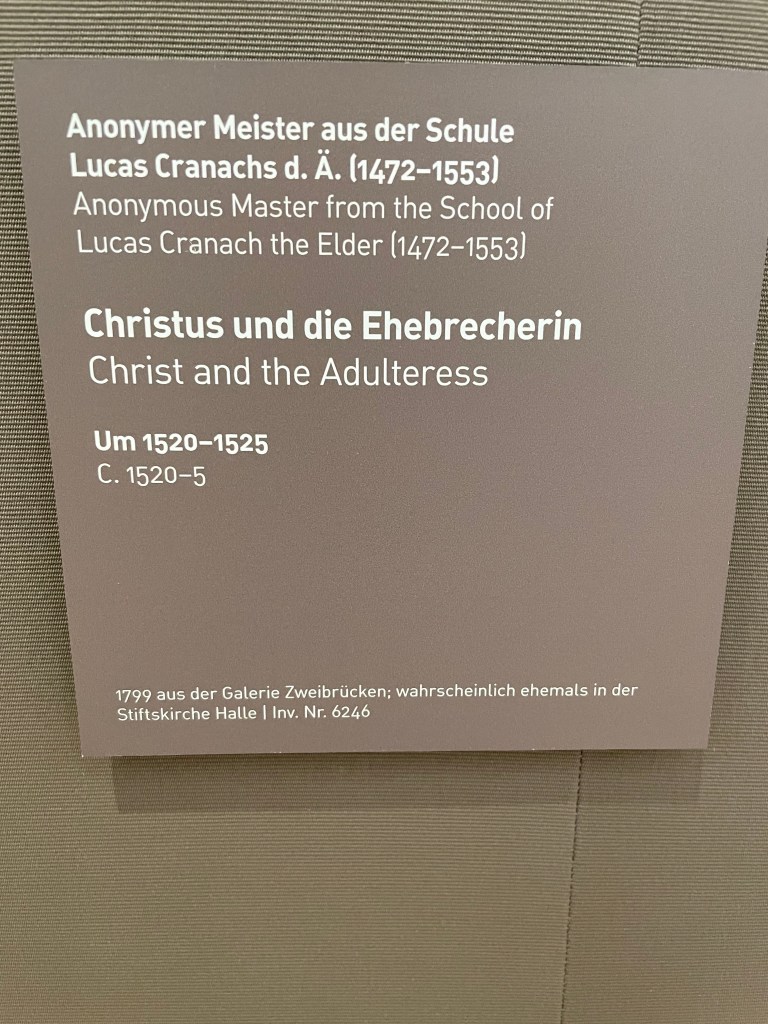 Anonymer Meister aus der Schule
Lucas Cranachs d. Ä. (1472–1553)
Anonymous Master from the School of
Lucas Cranach the Elder (1472–1553)
Christus und die Ehebrecherin
Christ and the Adulteress
Um 1520–1525
C. 1520–5
1799 aus der Galerie Zweibrücken; wahrscheinlich ehemals in der
Stiftskirche Halle | Inv. Nr. 6246